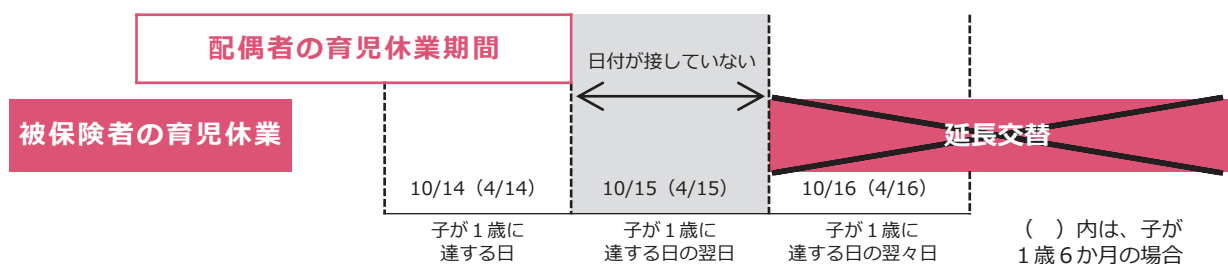 配偶者の育児休業期間
日付が接していない
被保険者の育児休業
延長交替
10/14（4/14）
10/15（4/15）
10/16（4/16）
子が１歳に
達する日
子が１歳に
達する日の翌日
子が１歳に
達する日の翌々日
（　）内は、子が
１歳６か月の場合